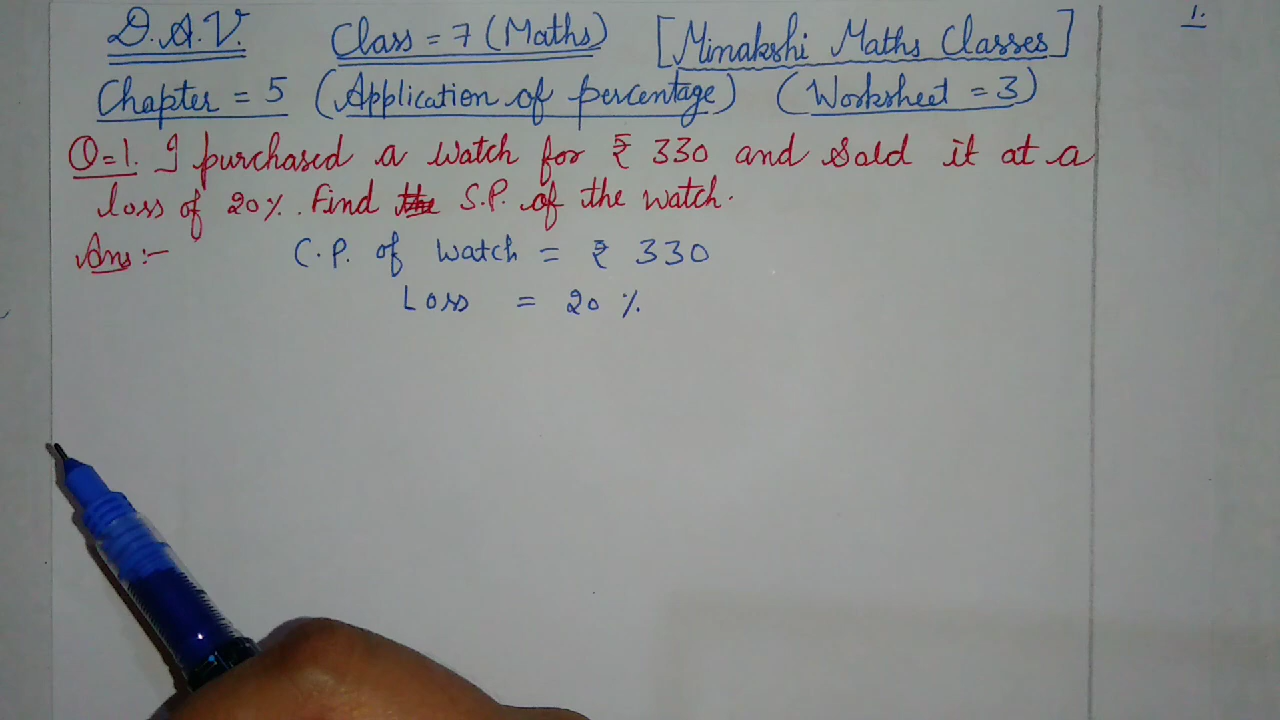 D.A.V. Class = 7 (Maths) [Minakshi Maths Classes] 1.
Chapter = 5 (Application of percentage) (Worksheet = 3)
Q=1. I purchased a watch for ₹ 330 and sold it at a
loss of 20%. Find the S.P. of the watch.
Ans:- C.P. of watch = ₹ 330
Loss = 20 %